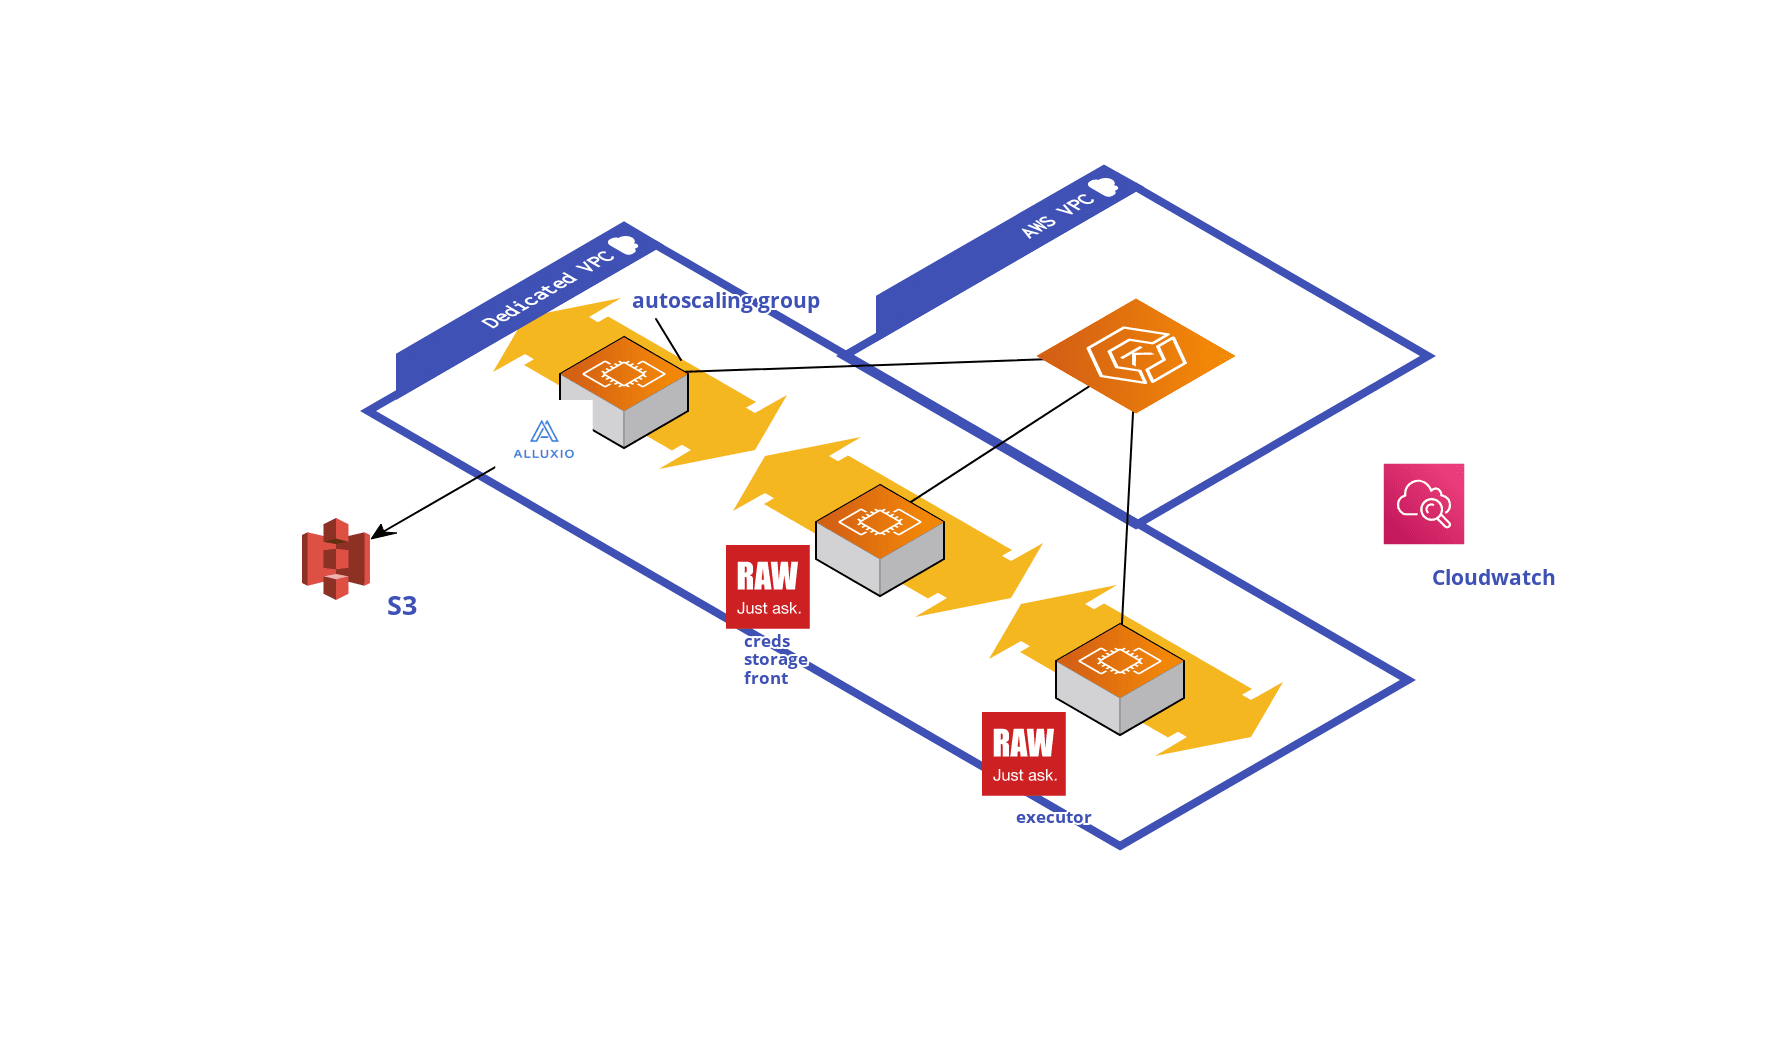 AWS VPC
Dedicated VPC
autoscaling group
K
ALLUXIO
S3
Cloudwatch
RAW
Just ask.
creds
storage
front
RAW
Just ask.
executor